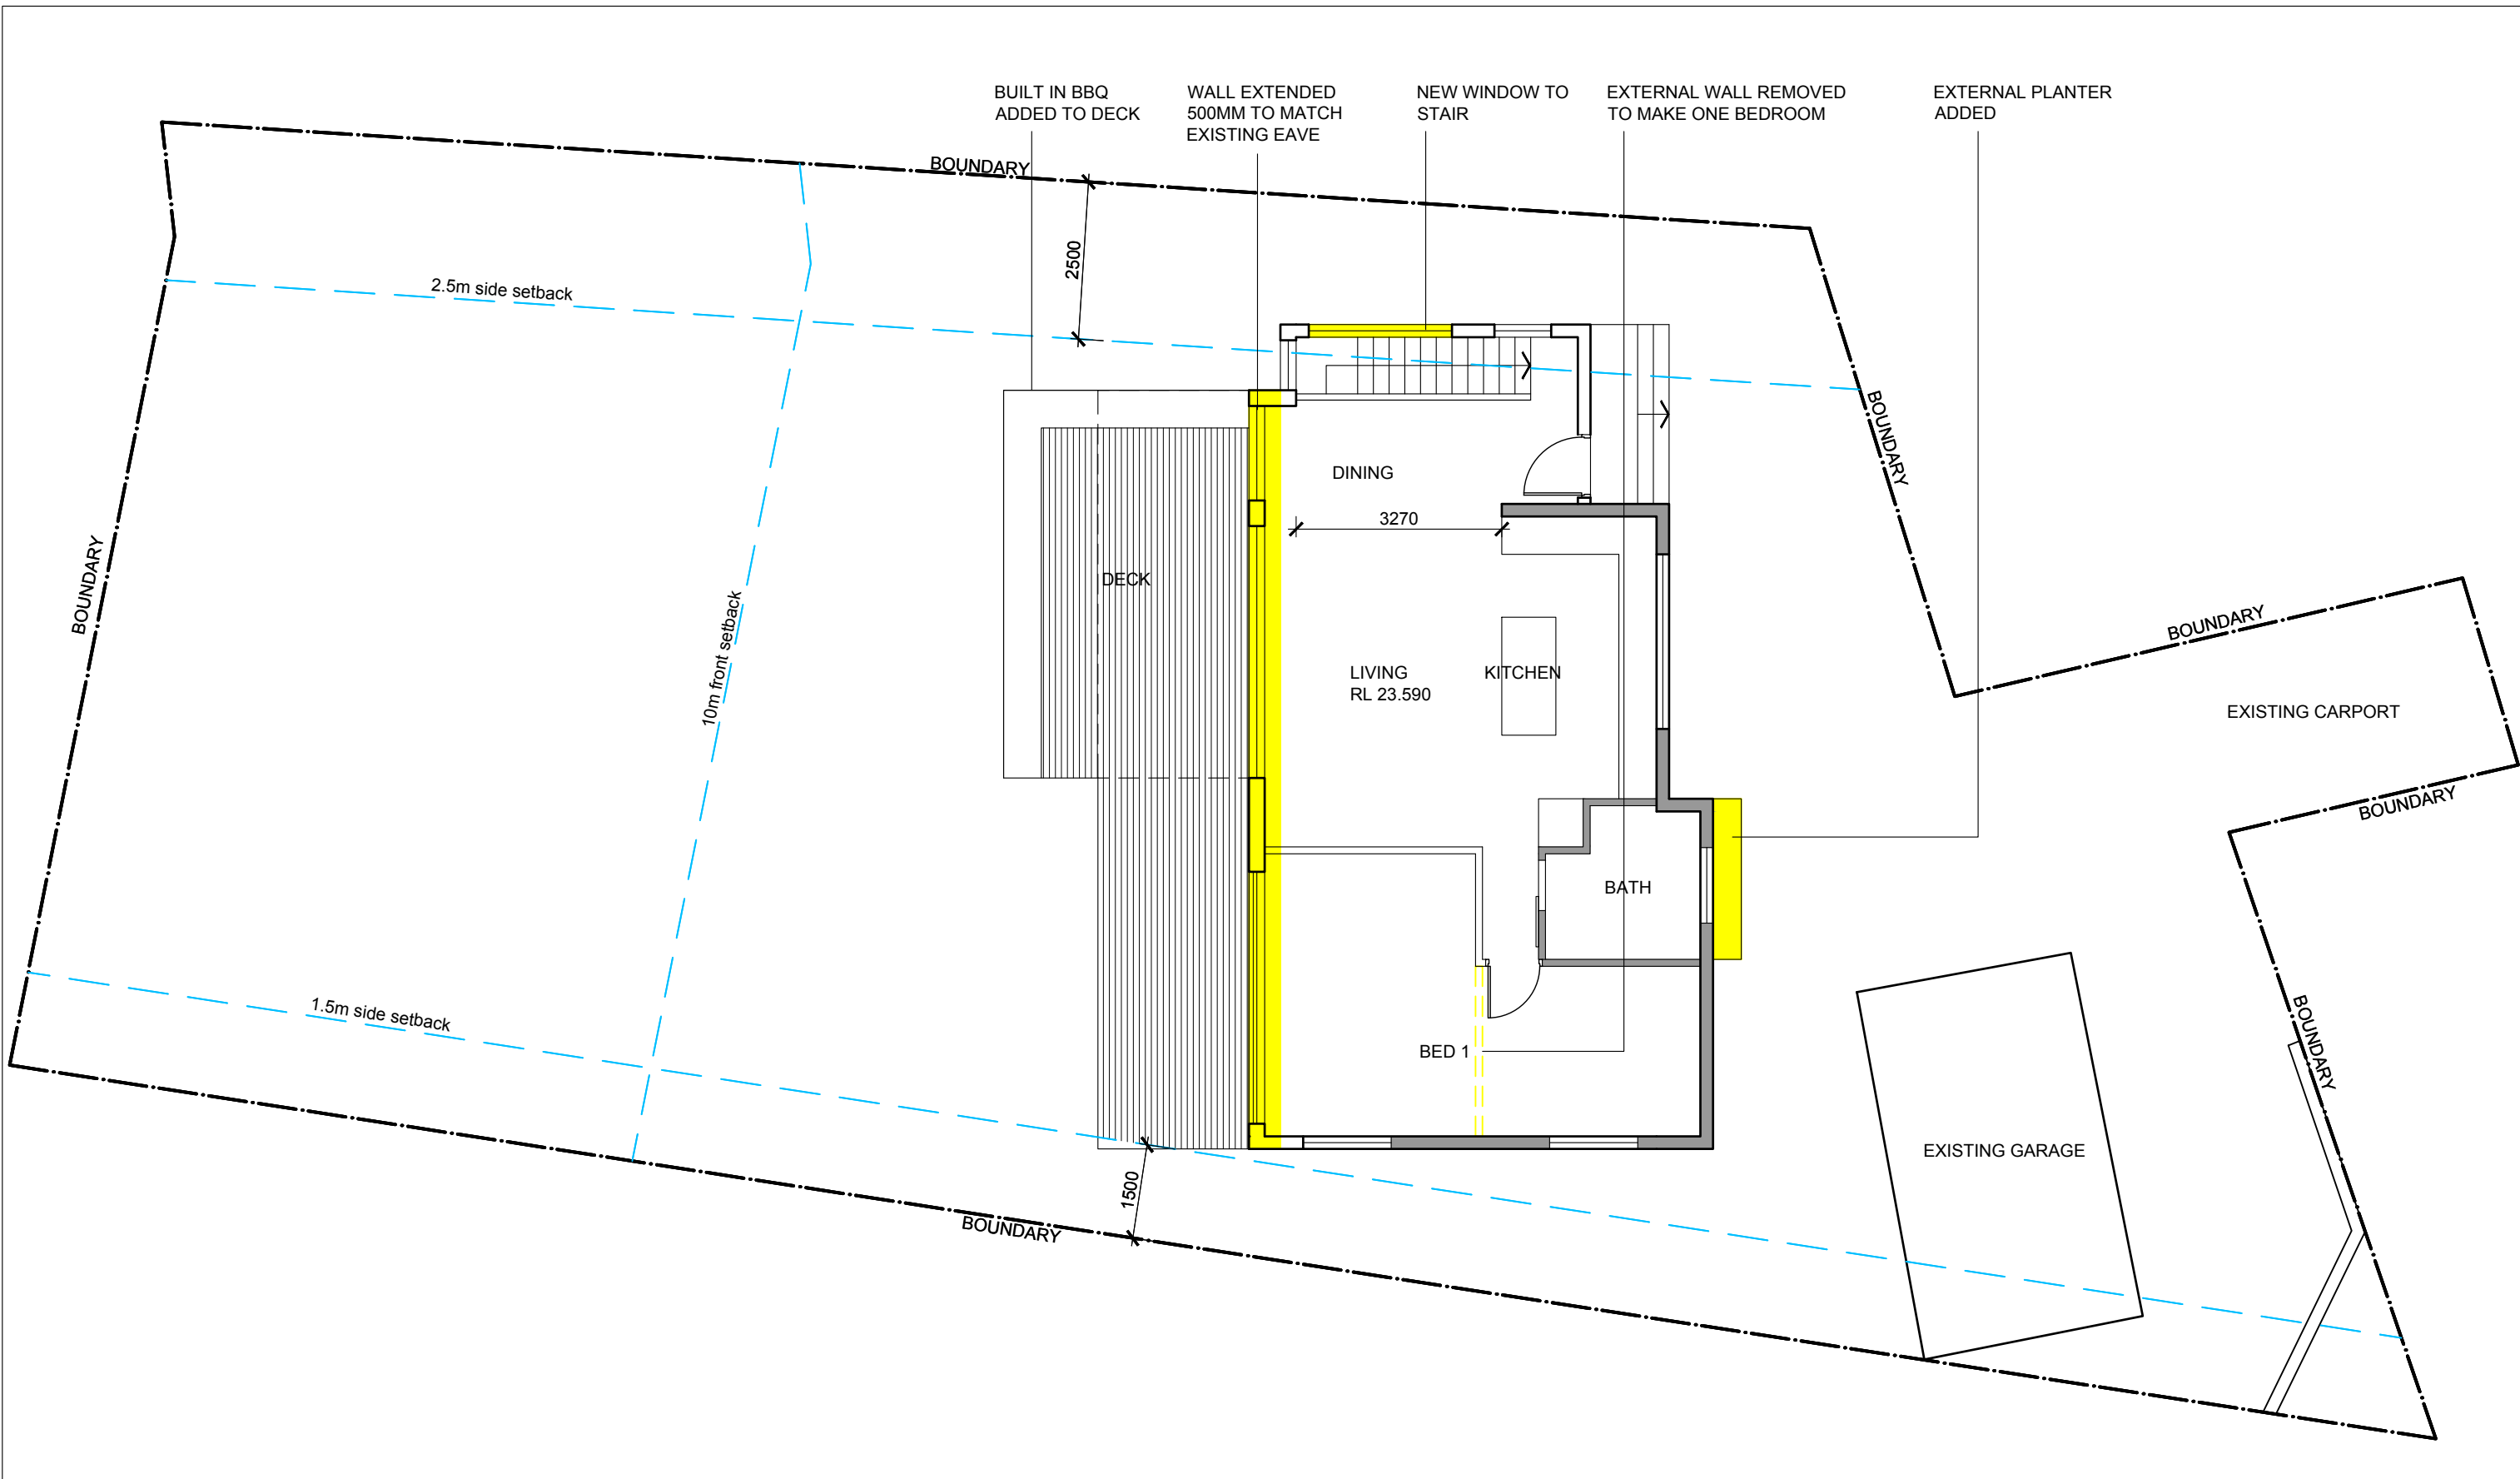 BUILT IN BBQ
ADDED TO DECK
WALL EXTENDED
500MM TO MATCH
EXISTING EAVE
NEW WINDOW TO
STAIR
EXTERNAL WALL REMOVED
TO MAKE ONE BEDROOM
EXTERNAL PLANTER
ADDED
BOUNDARY
2500
2.5m side setback
BOUNDARY
DINING
3270
BOUNDARY
DECK
10m front setback
BOUNDARY
LIVING
RL 23.590
KITCHEN
EXISTING CARPORT
BOUNDARY
BATH
1.5m side setback
BED 1
BOUNDARY
EXISTING GARAGE
1500
BOUNDARY